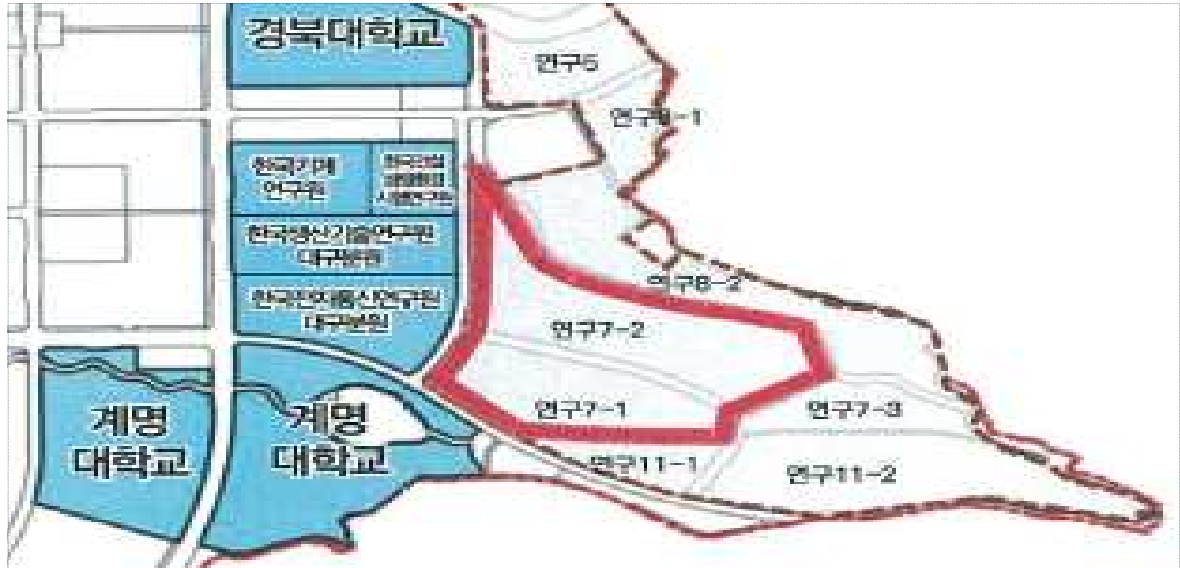 경북대학교
연구6
연구8-1
한국기계
연구원
한국생산기술연구원
대구분원
한국전자통신연구원
대구분원
연구8-2
연구7-2
연구7-1
연구7-3
계명
대학교
계명
대학교
연구11-1
연구11-2